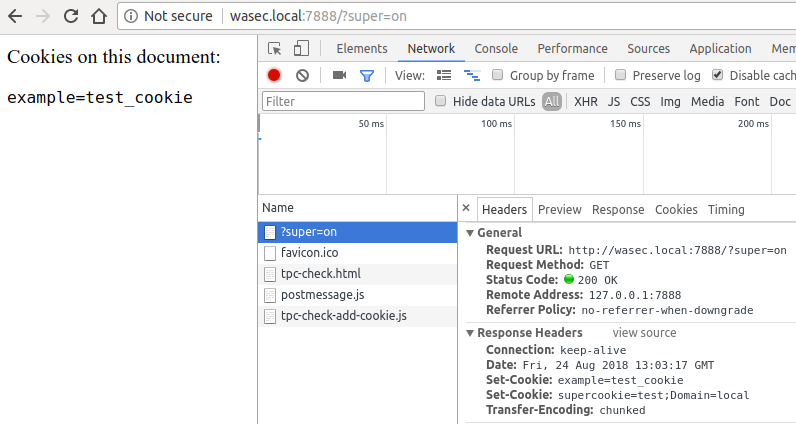 Not secure wasec.local:7888/?super=on
Cookies on this document:
example=test_cookie
Elements Network Console Performance Sources Application Mem
View: Group by frame Preserve log Disable cach
Filter Hide data URLs All XHR JS CSS Img Media Font Doc
50 ms 100 ms 150 ms 200 ms
Name
?super=on
favicon.ico
tpc-check.html
postmessage.js
tpc-check-add-cookie.js
× Headers Preview Response Cookies Timing
General
Request URL: http://wasec.local:7888/?super=on
Request Method: GET
Status Code: 200 OK
Remote Address: 127.0.0.1:7888
Referrer Policy: no-referrer-when-downgrade
Response Headers view source
Connection: keep-alive
Date: Fri, 24 Aug 2018 13:03:17 GMT
Set-Cookie: example=test_cookie
Set-Cookie: supercookie=test;Domain=local
Transfer-Encoding: chunked